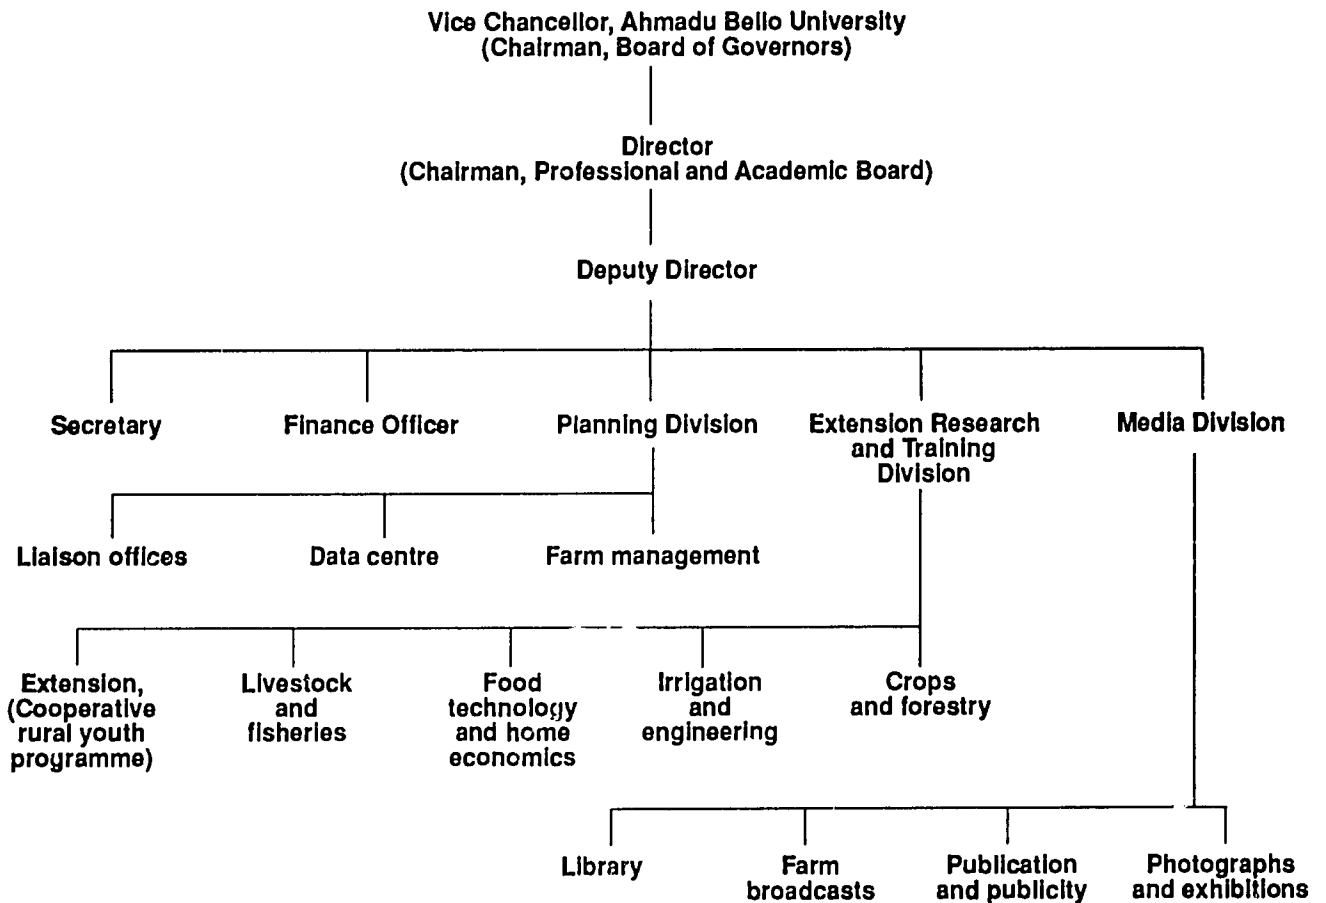 Vice Chancellor, Ahmadu Bello University
(Chairman, Board of Governors)
Director
(Chairman, Professional and Academic Board)
Deputy Director
Secretary
Finance Officer
Planning Division
Extension Research
and Training
Division
Media Division
Liaison offices
Data centre
Farm management
Extension,
(Cooperative
rural youth
programme)
Livestock
and
fisheries
Food
technology
and home
economics
Irrigation
and
engineering
Crops
and forestry
Library
Farm
broadcasts
Publication
and publicity
Photographs
and exhibitions